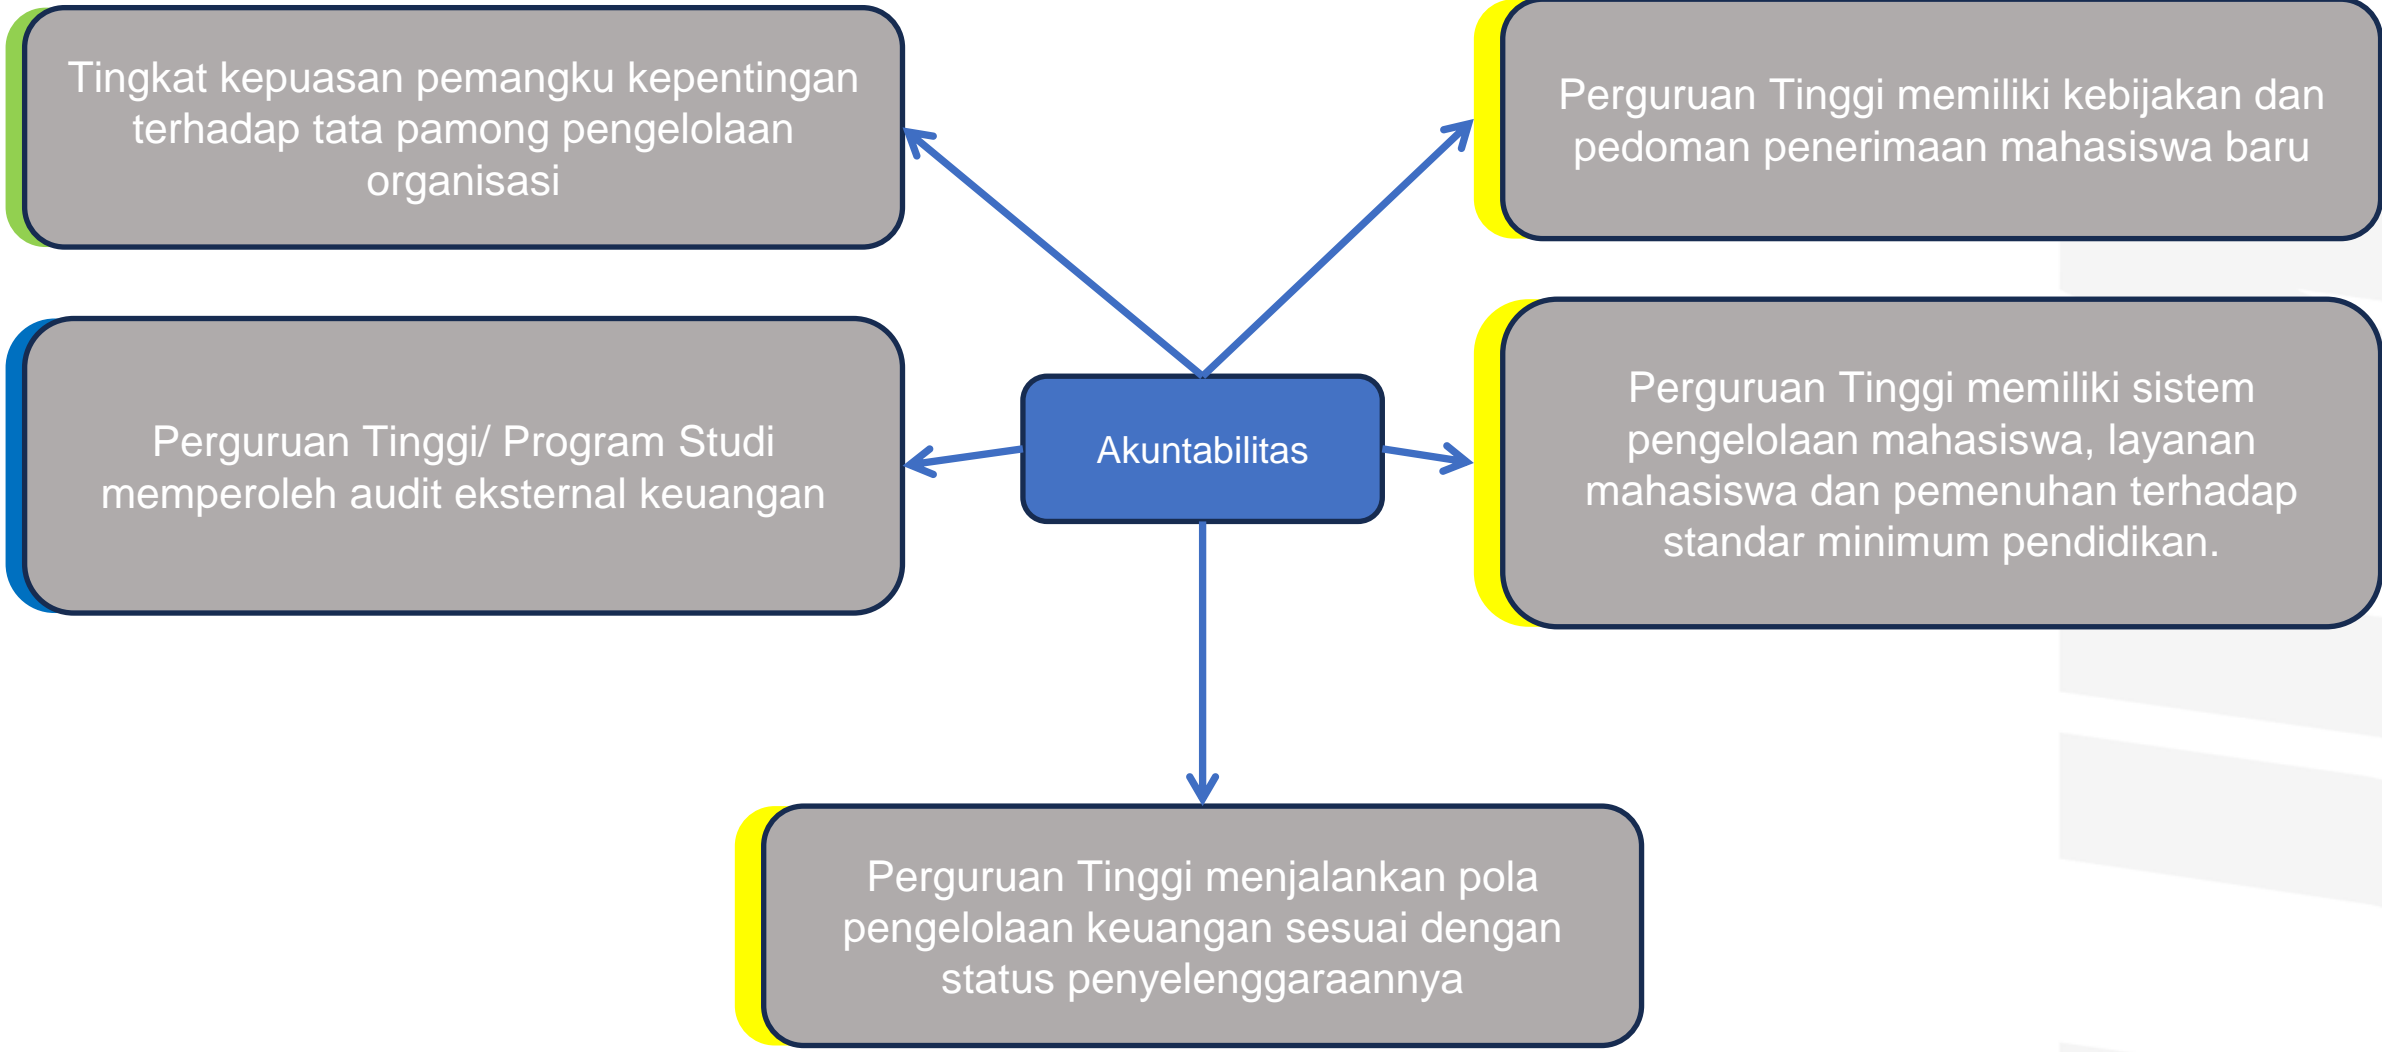 Tingkat kepuasan pemangku kepentingan
terhadap tata pamong pengelolaan
organisasi
Perguruan Tinggi memiliki kebijakan dan
pedoman penerimaan mahasiswa baru
Perguruan Tinggi/ Program Studi
memperoleh audit eksternal keuangan
Akuntabilitas
Perguruan Tinggi memiliki sistem
pengelolaan mahasiswa, layanan
mahasiswa dan pemenuhan terhadap
standar minimum pendidikan.
Perguruan Tinggi menjalankan pola
pengelolaan keuangan sesuai dengan
status penyelenggaraannya